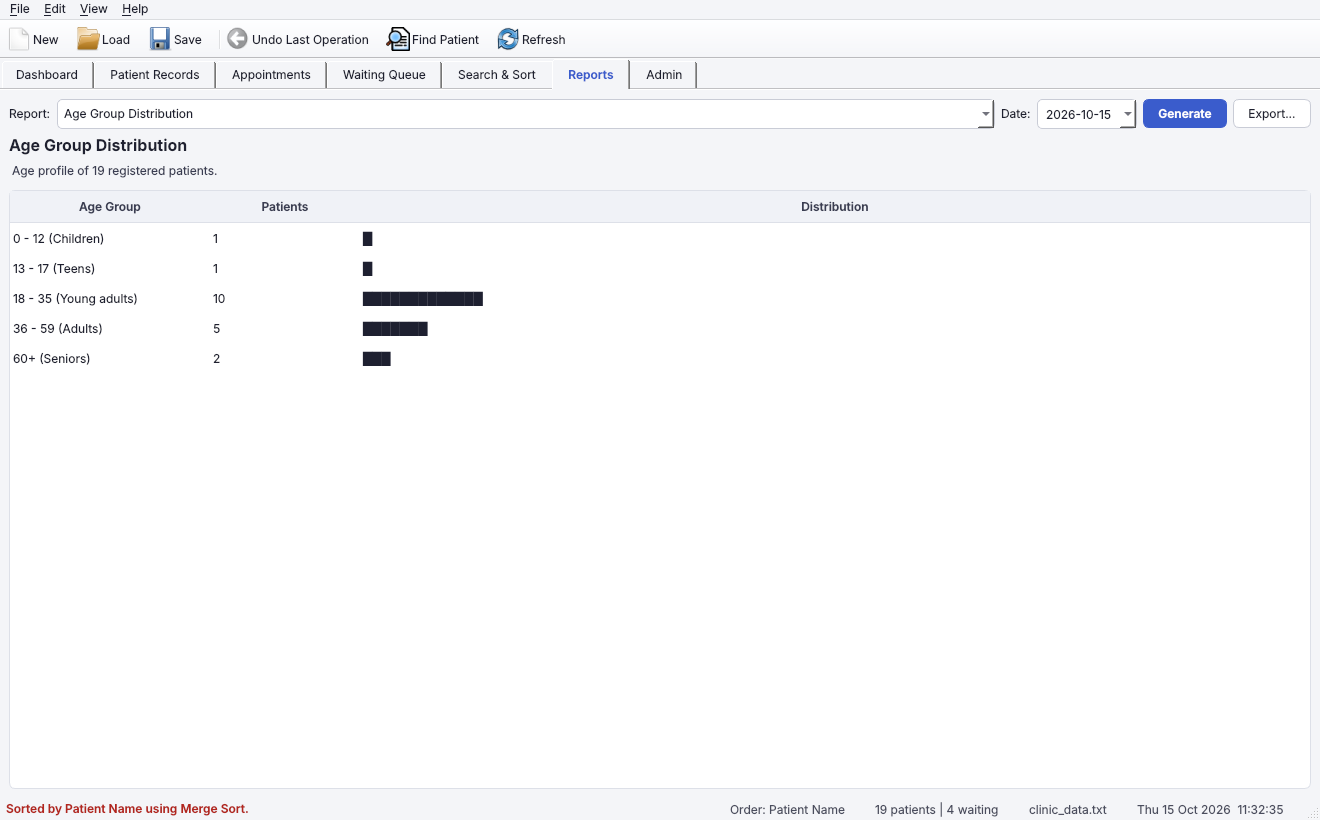 File Edit View Help
New Load Save Undo Last Operation Find Patient Refresh
Dashboard Patient Records Appointments Waiting Queue Search & Sort Reports Admin
Report: Age Group Distribution Date: 2026-10-15 Generate Export...
Age Group Distribution
Age profile of 19 registered patients.
Age Group Patients Distribution
0 - 12 (Children) 1
13 - 17 (Teens) 1
18 - 35 (Young adults) 10
36 - 59 (Adults) 5
60+ (Seniors) 2
Sorted by Patient Name using Merge Sort. Order: Patient Name 19 patients | 4 waiting clinic_data.txt Thu 15 Oct 2026 11:32:35